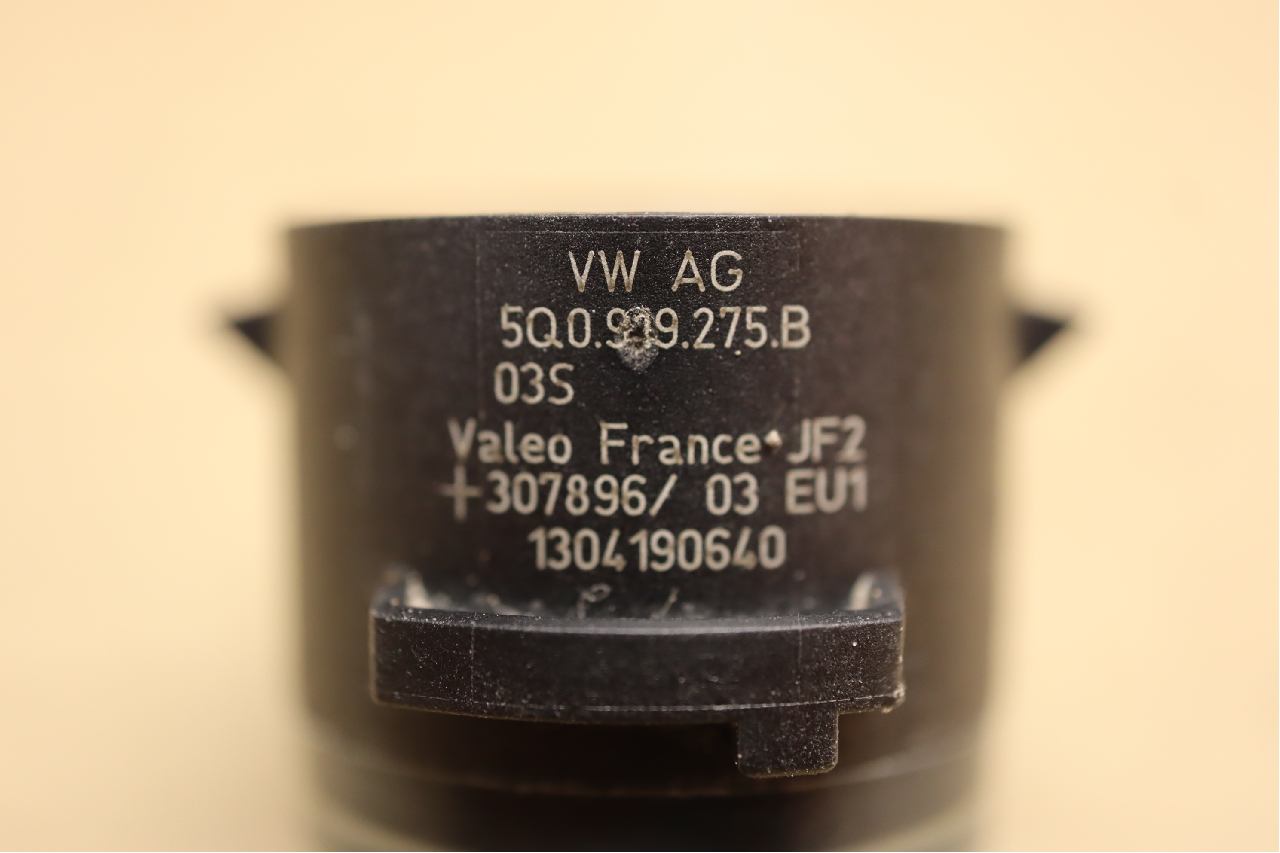 VW AG
5Q0.919.275.B
03S
Valeo France JF2
+307896/ 03 EU1
1304190640